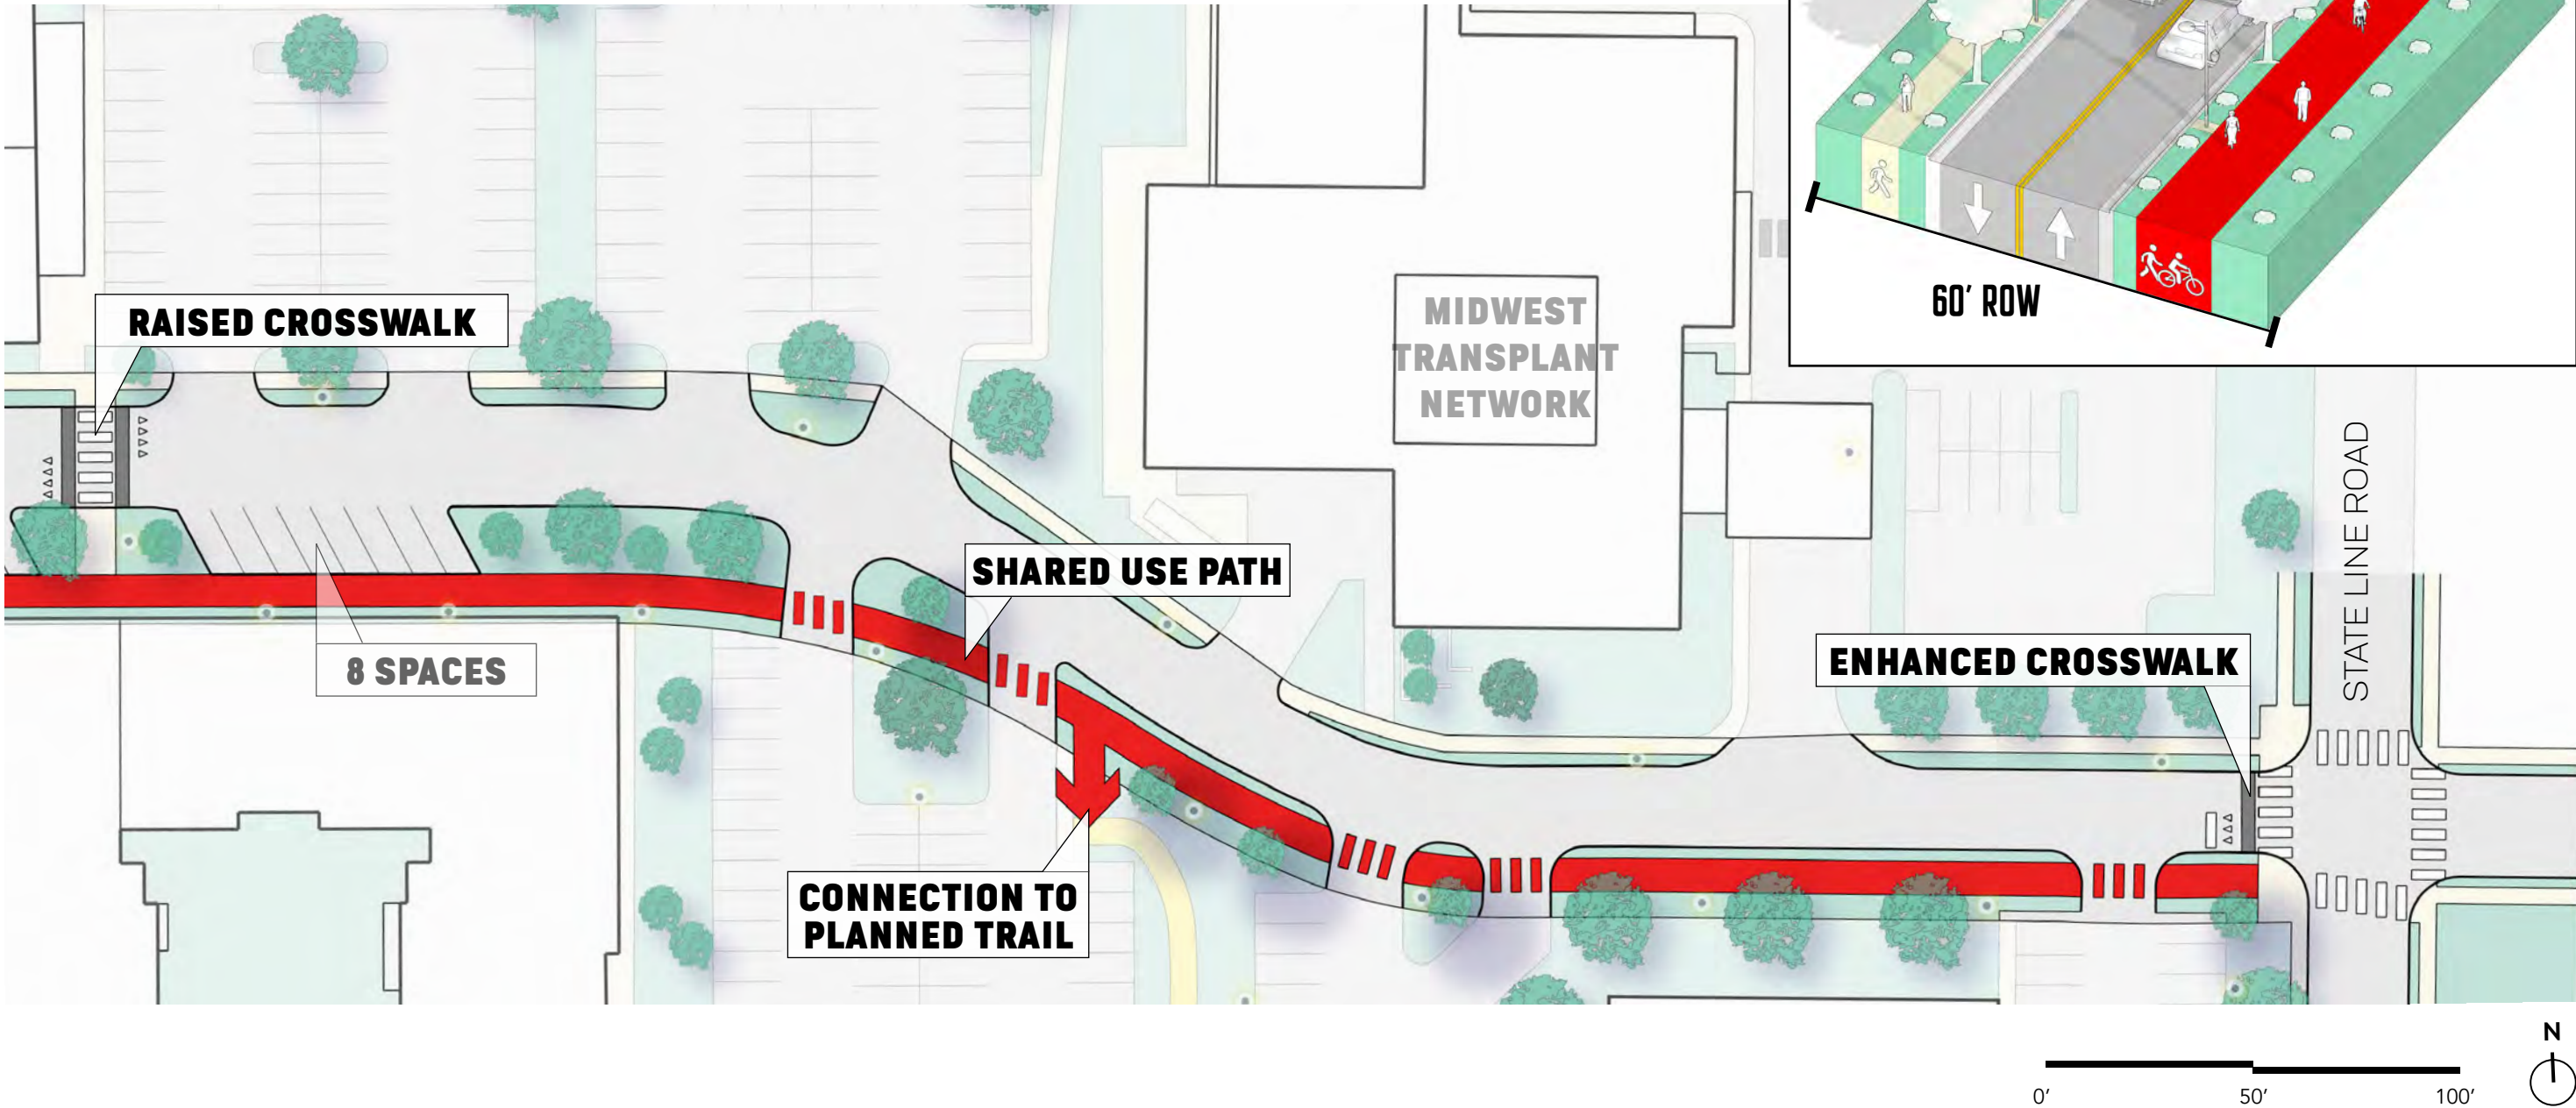 60' ROW
RAISED CROSSWALK
MIDWEST
TRANSPLANT
NETWORK
STATE LINE ROAD
SHARED USE PATH
8 SPACES
ENHANCED CROSSWALK
CONNECTION TO
PLANNED TRAIL
N
0' 50' 100'